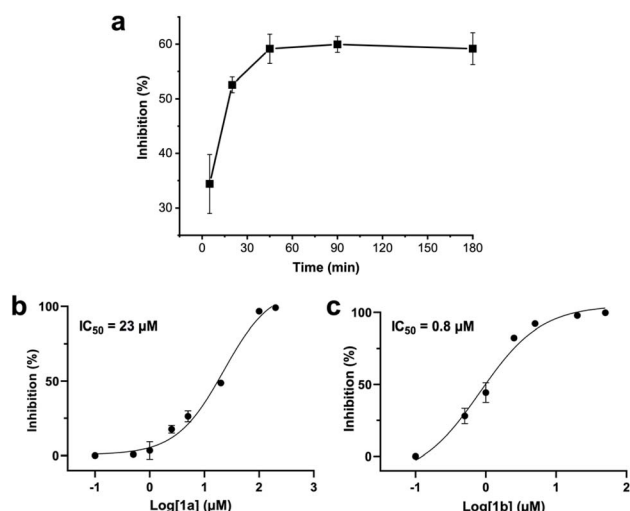 a
Inhibition (%)
60
50
40
30
0 30 60 90 120 150 180
Time (min)
b
IC50 = 23 μM
Inhibition (%)
100
50
0
-1 0 1 2 3
Log[1a] (μM)
c
IC50 = 0.8 μM
Inhibition (%)
100
50
0
-1 0 1 2
Log[1b] (μM)